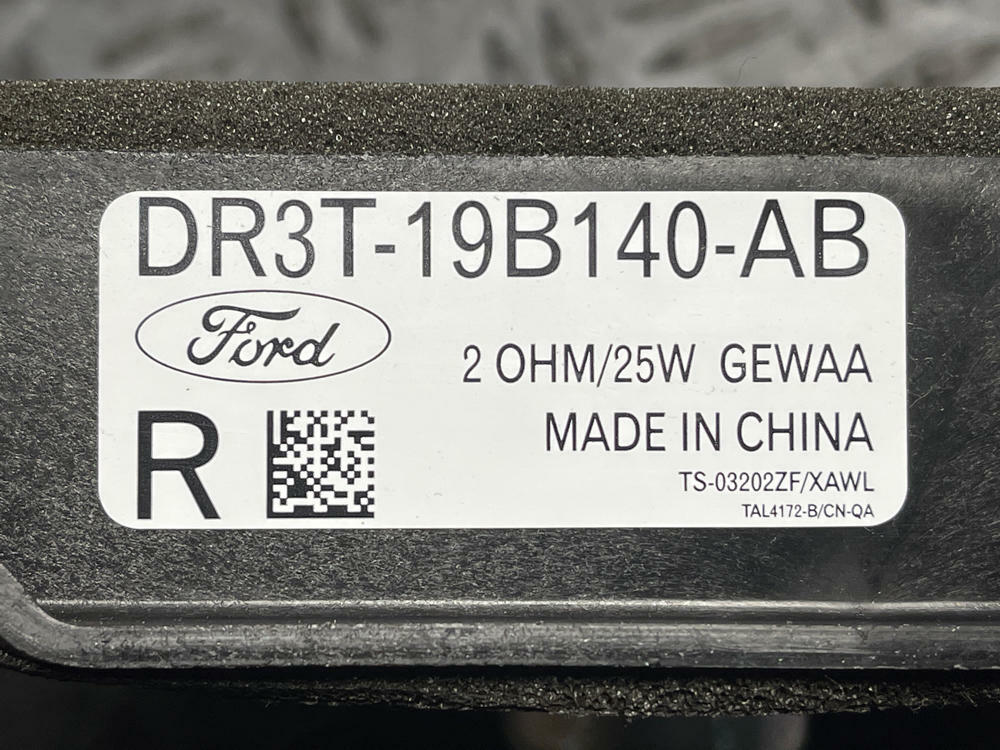 DR3T-19B140-AB
Ford
2 OHM/25W GEWAA
R
MADE IN CHINA
TS-03202ZF/XAWL
TAL4172-B/CN-QA